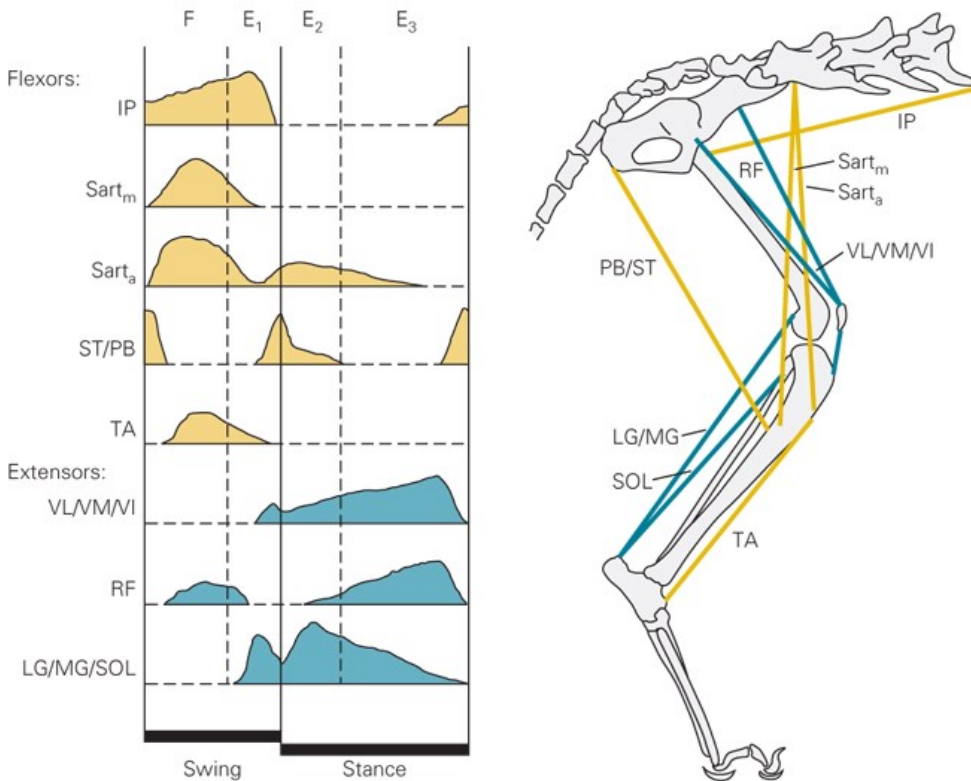 F E₁ E₂ E₃
Flexors:
IP
Sartₘ
Sartₐ
ST/PB
TA
Extensors:
VL/VM/VI
RF
LG/MG/SOL
Swing Stance
IP
RF
Sartₘ
Sartₐ
VL/VM/VI
PB/ST
LG/MG
SOL
TA